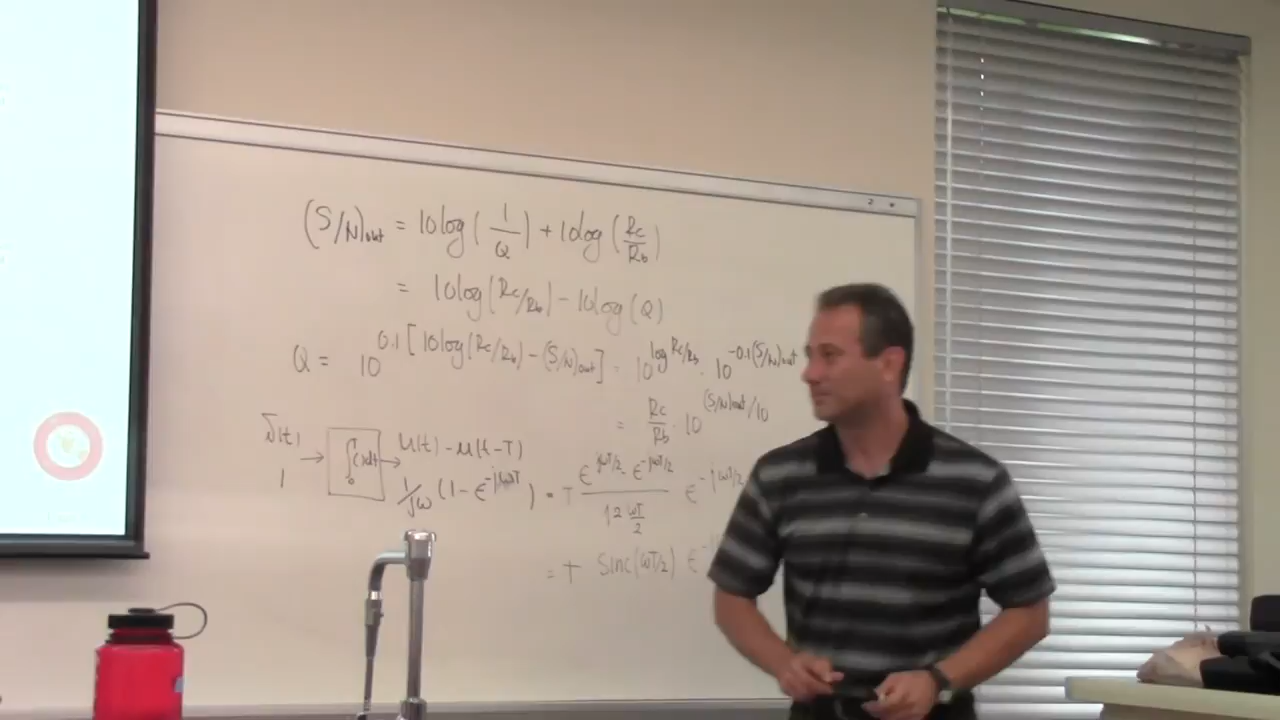 (S/N)out = 10log(1/Q) + 10log(Rc/Rb)
= 10log(Rc/Rb) - 10log(Q)
Q = 10^0.1[10log(Rc/Rb) - (S/N)out] = 10^log Rc/Rb · 10^-0.1(S/N)out
= Rc/Rb · 10^(S/N)out/10
δ(t) → ∫₀ᵀ( )dt → u(t) - u(t-T)
1 1/jω (1 - e^-jωT) = T (e^jωT/2 - e^-jωT/2)/(j2 ωT/2) e^-jωT/2
= T Sinc(ωT/2) e^-